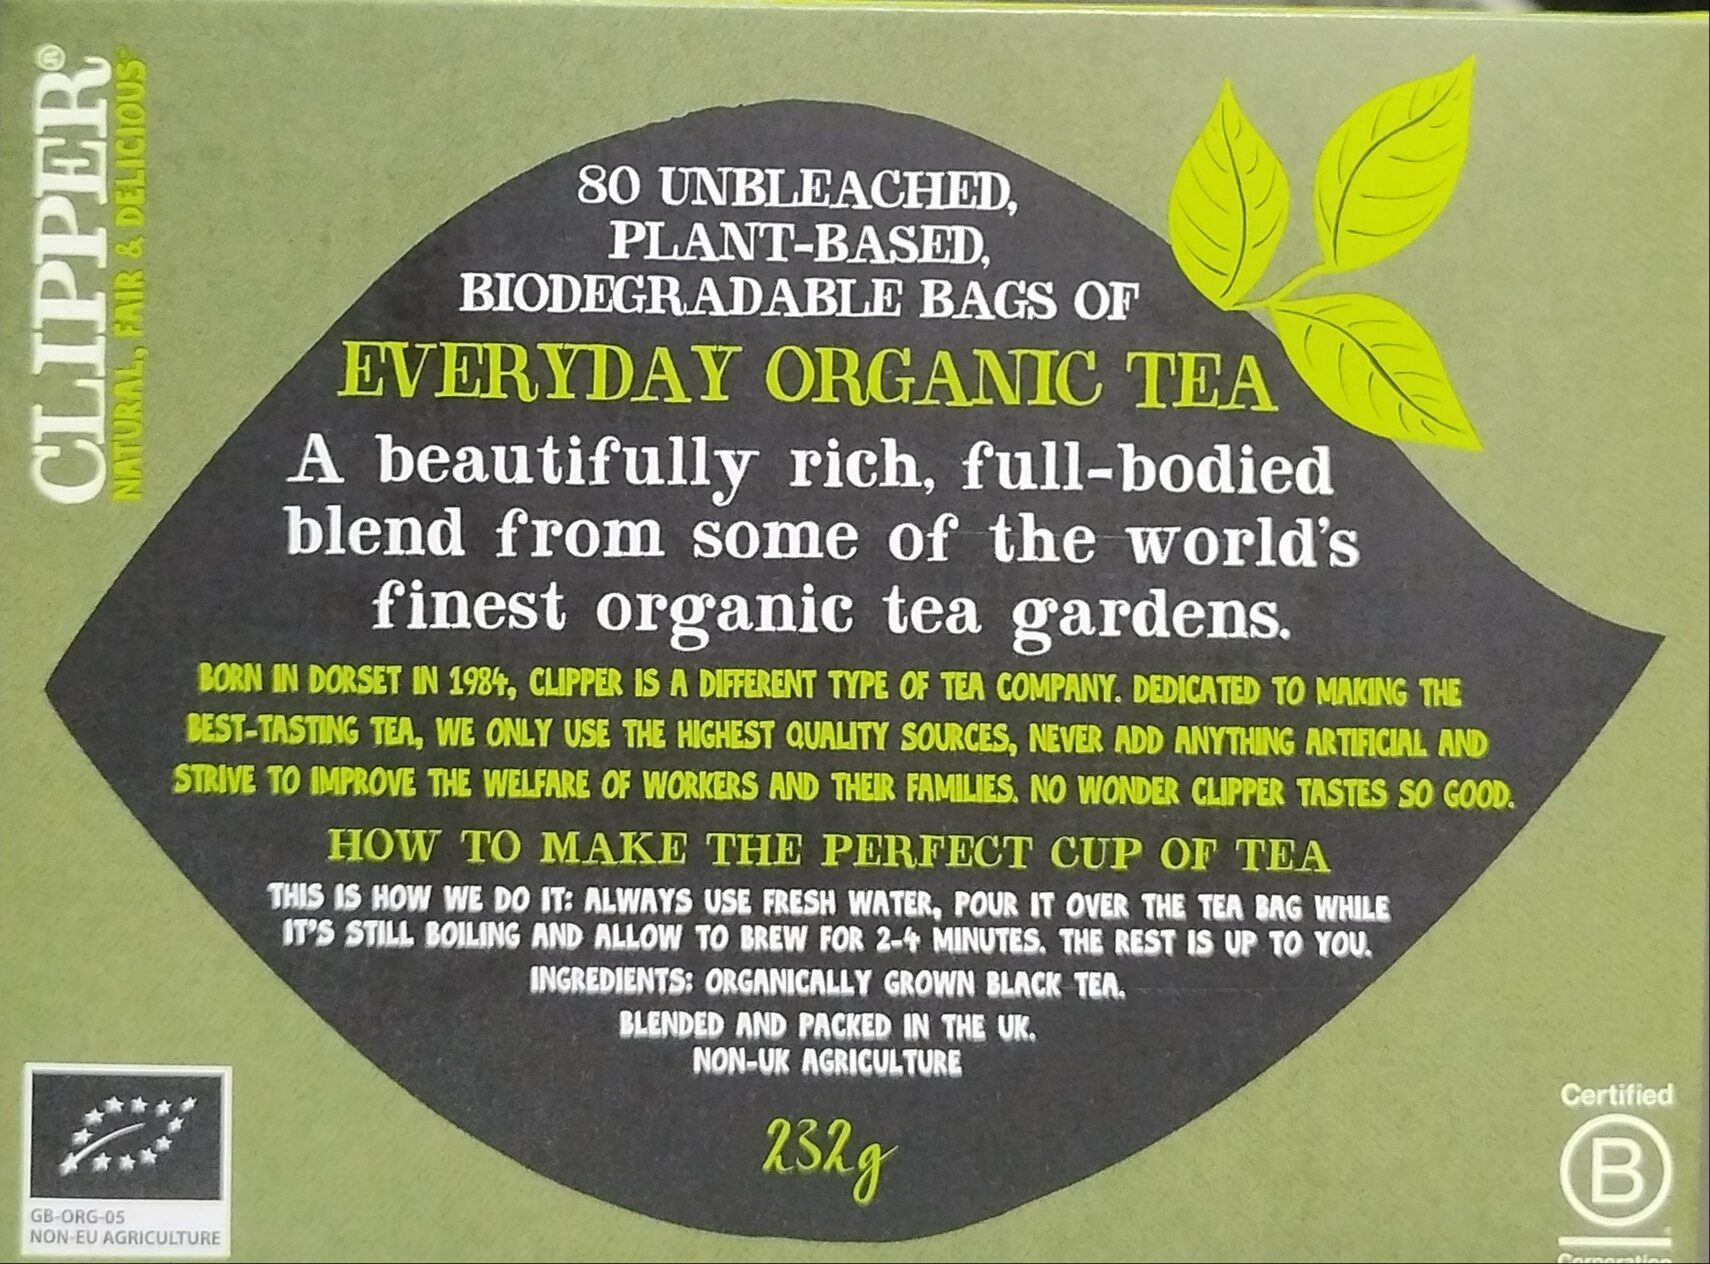 CLIPPER®
NATURAL, FAIR & DELICIOUS
80 UNBLEACHED,
PLANT-BASED,
BIODEGRADABLE BAGS OF
EVERYDAY ORGANIC TEA
A beautifully rich, full-bodied
blend from some of the world's
finest organic tea gardens.
BORN IN DORSET IN 1984, CLIPPER IS A DIFFERENT TYPE OF TEA COMPANY. DEDICATED TO MAKING THE
BEST-TASTING TEA, WE ONLY USE THE HIGHEST QUALITY SOURCES, NEVER ADD ANYTHING ARTIFICIAL AND
STRIVE TO IMPROVE THE WELFARE OF WORKERS AND THEIR FAMILIES. NO WONDER CLIPPER TASTES SO GOOD.
HOW TO MAKE THE PERFECT CUP OF TEA
THIS IS HOW WE DO IT: ALWAYS USE FRESH WATER, POUR IT OVER THE TEA BAG WHILE
IT'S STILL BOILING AND ALLOW TO BREW FOR 2-4 MINUTES. THE REST IS UP TO YOU.
INGREDIENTS: ORGANICALLY GROWN BLACK TEA.
BLENDED AND PACKED IN THE UK.
NON-UK AGRICULTURE
232g
GB-ORG-05
NON-EU AGRICULTURE
Certified
B
Corporation